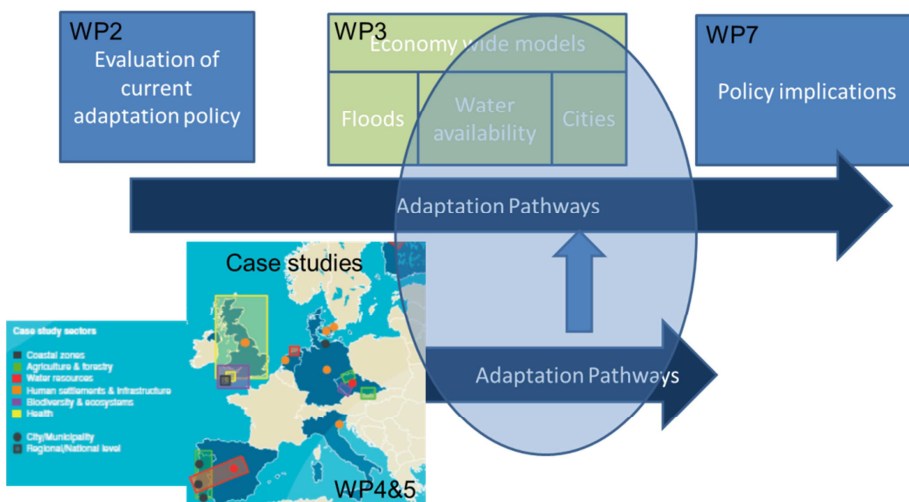 WP2
Evaluation of
current
adaptation policy
WP3
Economy wide models
Floods
Water
availability
Cities
WP7
Policy implications
Adaptation Pathways
Case studies
Case study sectors
Coastal zones
Agriculture & forestry
Water resources
Human settlements & infrastructure
Biodiversity & ecosystems
Health
City/Municipality
Regional/National level
Adaptation Pathways
WP4&5